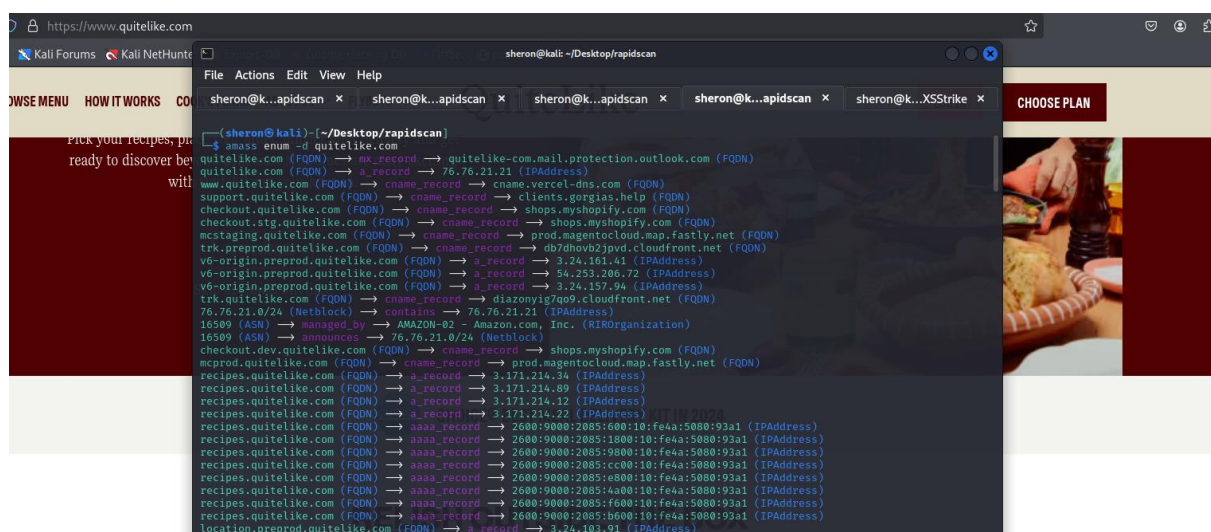 https://www.quitelike.com
Kali Forums Kali NetHunte
sheron@kali: ~/Desktop/rapidscan
File Actions Edit View Help
sheron@k...apidscan × sheron@k...apidscan × sheron@k...apidscan × sheron@k...apidscan × sheron@k...XSStrike ×
OWSE MENU HOW IT WORKS CO
QuiteLike
CHOOSE PLAN
Pick your recipes, pla
ready to discover bey
with
(sheron㉿kali)-[~/Desktop/rapidscan]
$ amass enum -d quitelike.com
quitelike.com (FQDN) → mx_record → quitelike-com.mail.protection.outlook.com (FQDN)
quitelike.com (FQDN) → a_record → 76.76.21.21 (IPAddress)
www.quitelike.com (FQDN) → cname_record → cname.vercel-dns.com (FQDN)
support.quitelike.com (FQDN) → cname_record → clients.gorgias.help (FQDN)
checkout.quitelike.com (FQDN) → cname_record → shops.myshopify.com (FQDN)
checkout.stg.quitelike.com (FQDN) → cname_record → shops.myshopify.com (FQDN)
mcstaging.quitelike.com (FQDN) → cname_record → prod.magentocloud.map.fastly.net (FQDN)
trk.preprod.quitelike.com (FQDN) → cname_record → db7dhovb2jpvd.cloudfront.net (FQDN)
v6-origin.preprod.quitelike.com (FQDN) → a_record → 3.24.161.41 (IPAddress)
v6-origin.preprod.quitelike.com (FQDN) → a_record → 54.253.206.72 (IPAddress)
v6-origin.preprod.quitelike.com (FQDN) → a_record → 3.24.157.94 (IPAddress)
trk.quitelike.com (FQDN) → cname_record → diazonyig7qo9.cloudfront.net (FQDN)
76.76.21.0/24 (Netblock) → contains → 76.76.21.21 (IPAddress)
16509 (ASN) → managed_by → AMAZON-02 - Amazon.com, Inc. (RIROrganization)
16509 (ASN) → announces → 76.76.21.0/24 (Netblock)
checkout.dev.quitelike.com (FQDN) → cname_record → shops.myshopify.com (FQDN)
mcprod.quitelike.com (FQDN) → cname_record → prod.magentocloud.map.fastly.net (FQDN)
recipes.quitelike.com (FQDN) → a_record → 3.171.214.34 (IPAddress)
recipes.quitelike.com (FQDN) → a_record → 3.171.214.89 (IPAddress)
recipes.quitelike.com (FQDN) → a_record → 3.171.214.12 (IPAddress)
recipes.quitelike.com (FQDN) → a_record → 3.171.214.22 (IPAddress)
KIT IN 2024
recipes.quitelike.com (FQDN) → aaaa_record → 2600:9000:2085:600:10:fe4a:5080:93a1 (IPAddress)
recipes.quitelike.com (FQDN) → aaaa_record → 2600:9000:2085:1800:10:fe4a:5080:93a1 (IPAddress)
recipes.quitelike.com (FQDN) → aaaa_record → 2600:9000:2085:9800:10:fe4a:5080:93a1 (IPAddress)
recipes.quitelike.com (FQDN) → aaaa_record → 2600:9000:2085:cc00:10:fe4a:5080:93a1 (IPAddress)
recipes.quitelike.com (FQDN) → aaaa_record → 2600:9000:2085:e800:10:fe4a:5080:93a1 (IPAddress)
recipes.quitelike.com (FQDN) → aaaa_record → 2600:9000:2085:4a00:10:fe4a:5080:93a1 (IPAddress)
recipes.quitelike.com (FQDN) → aaaa_record → 2600:9000:2085:f600:10:fe4a:5080:93a1 (IPAddress)
recipes.quitelike.com (FQDN) → aaaa_record → 2600:9000:2085:b600:10:fe4a:5080:93a1 (IPAddress)
location.preprod.quitelike.com (FQDN) → a_record → 3.24.103.91 (IPAddress)